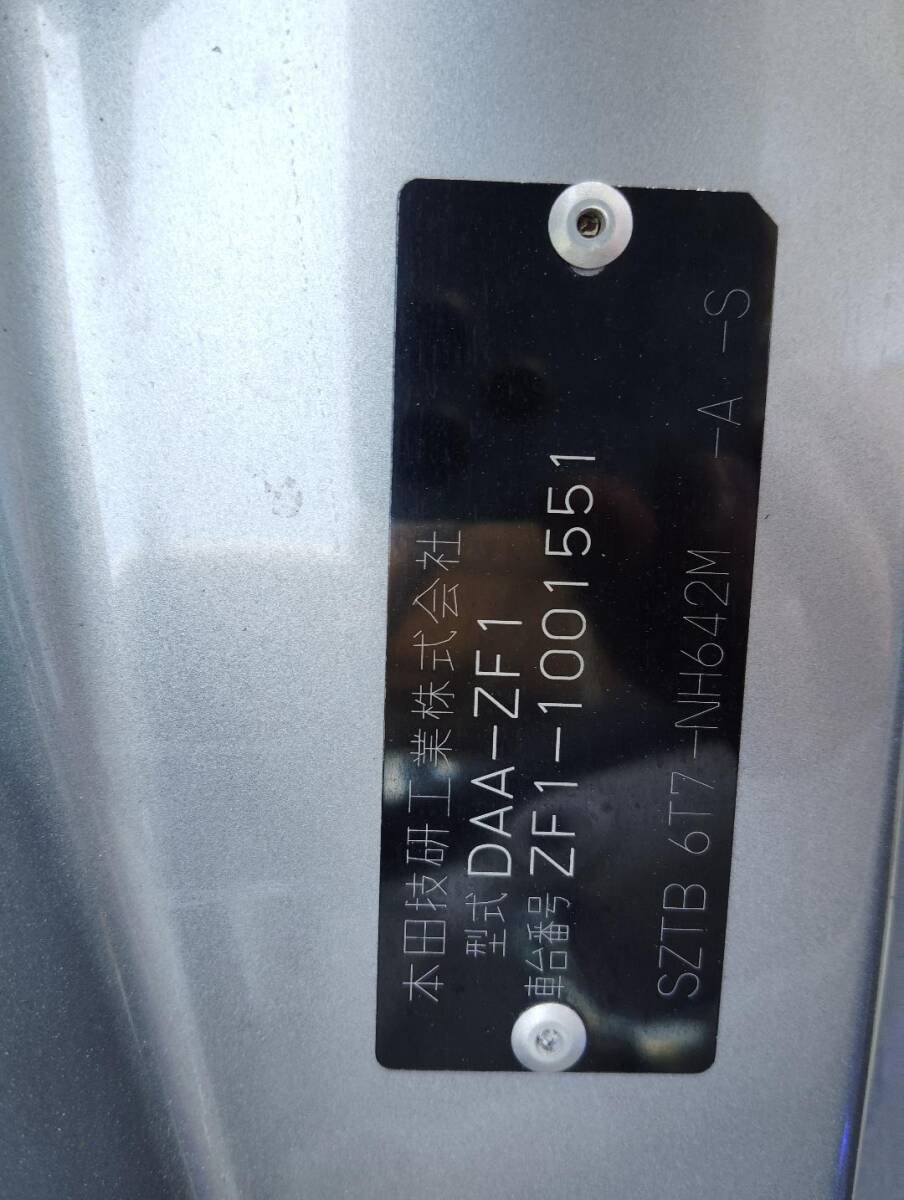 本田技研工業株式会社
型式 DAA-ZF1
車台番号 ZF1-1001551
SZTB 6T7-NH642M -A -S